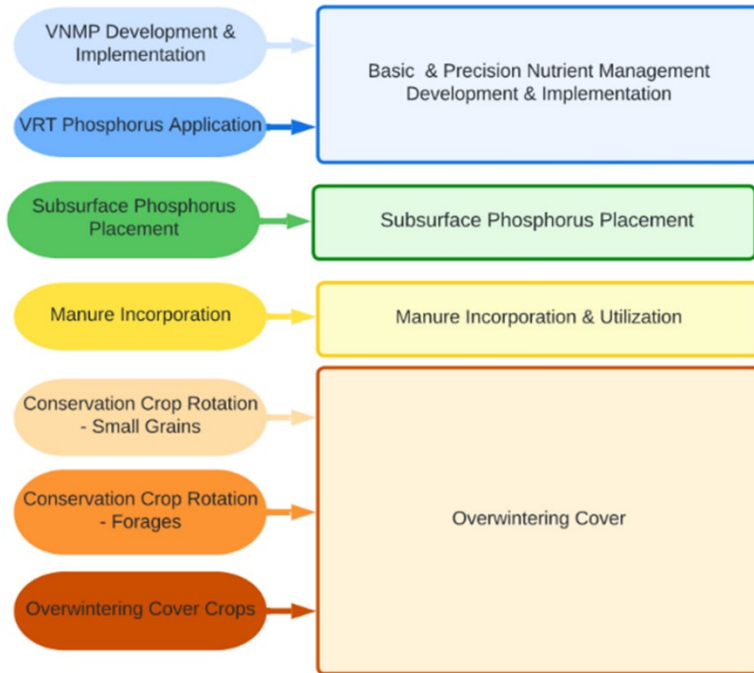 VNMP Development &
Implementation
Basic & Precision Nutrient Management
Development & Implementation
VRT Phosphorus Application
Subsurface Phosphorus
Placement
Subsurface Phosphorus Placement
Manure Incorporation
Manure Incorporation & Utilization
Conservation Crop Rotation
- Small Grains
Conservation Crop Rotation
- Forages
Overwintering Cover
Overwintering Cover Crops